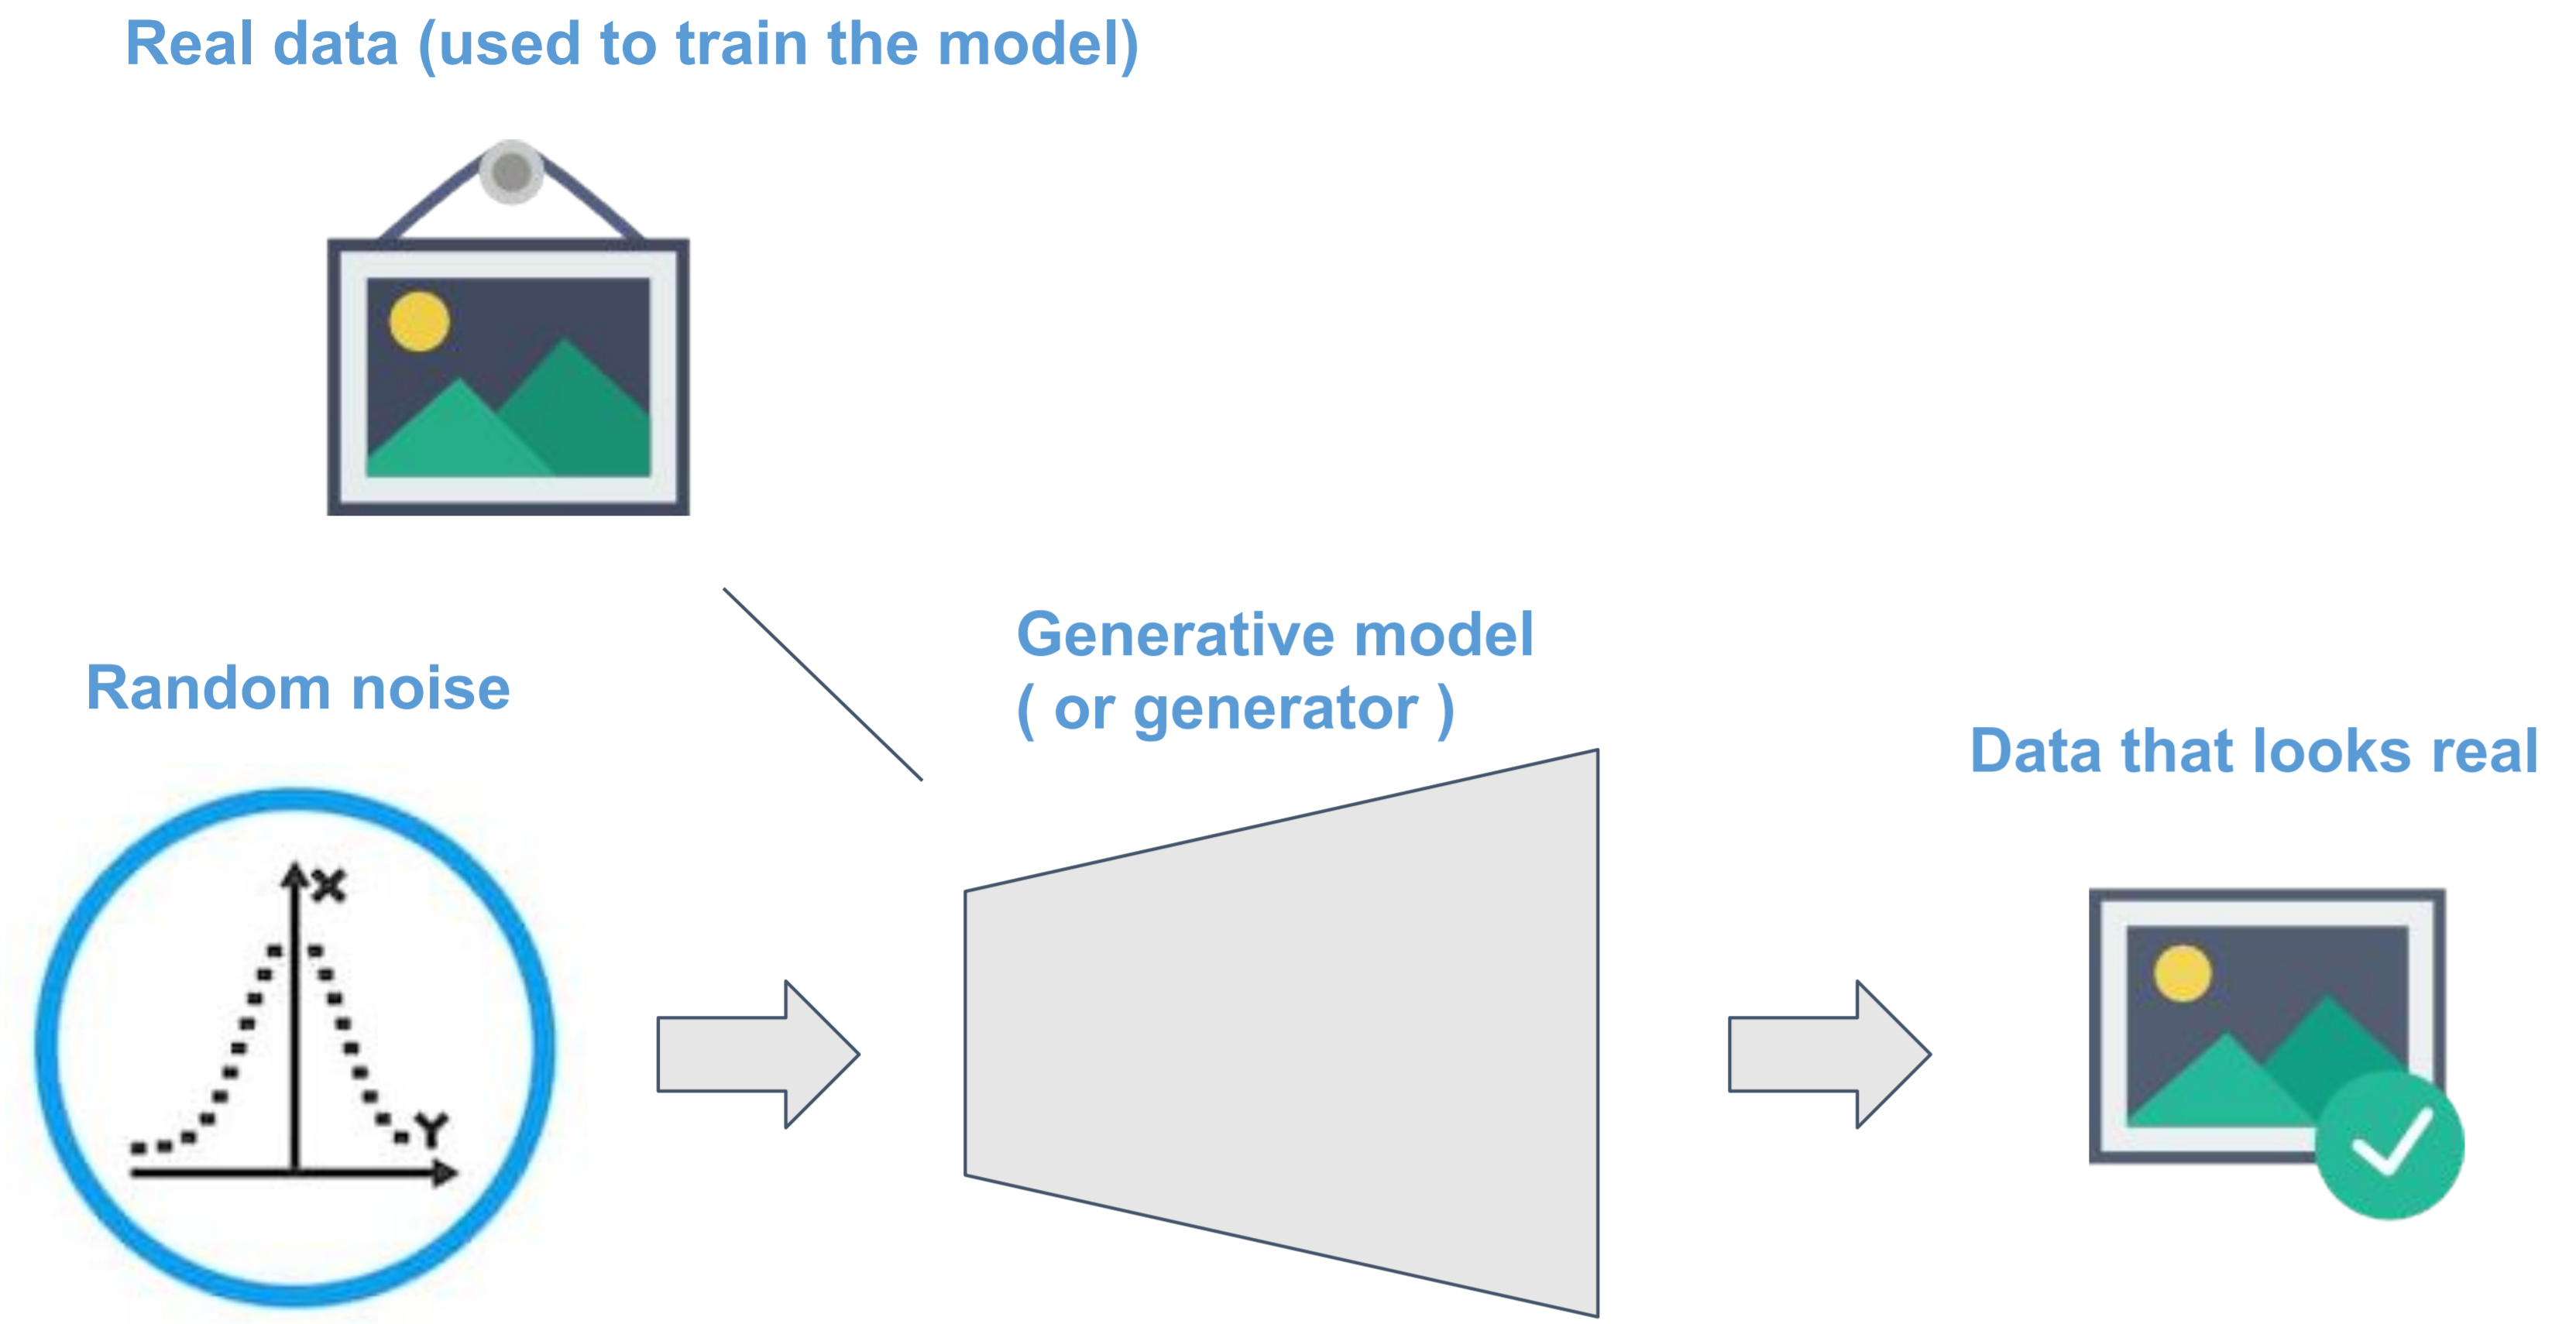 Real data (used to train the model)
Generative model
( or generator )
Random noise
Data that looks real
X
Y